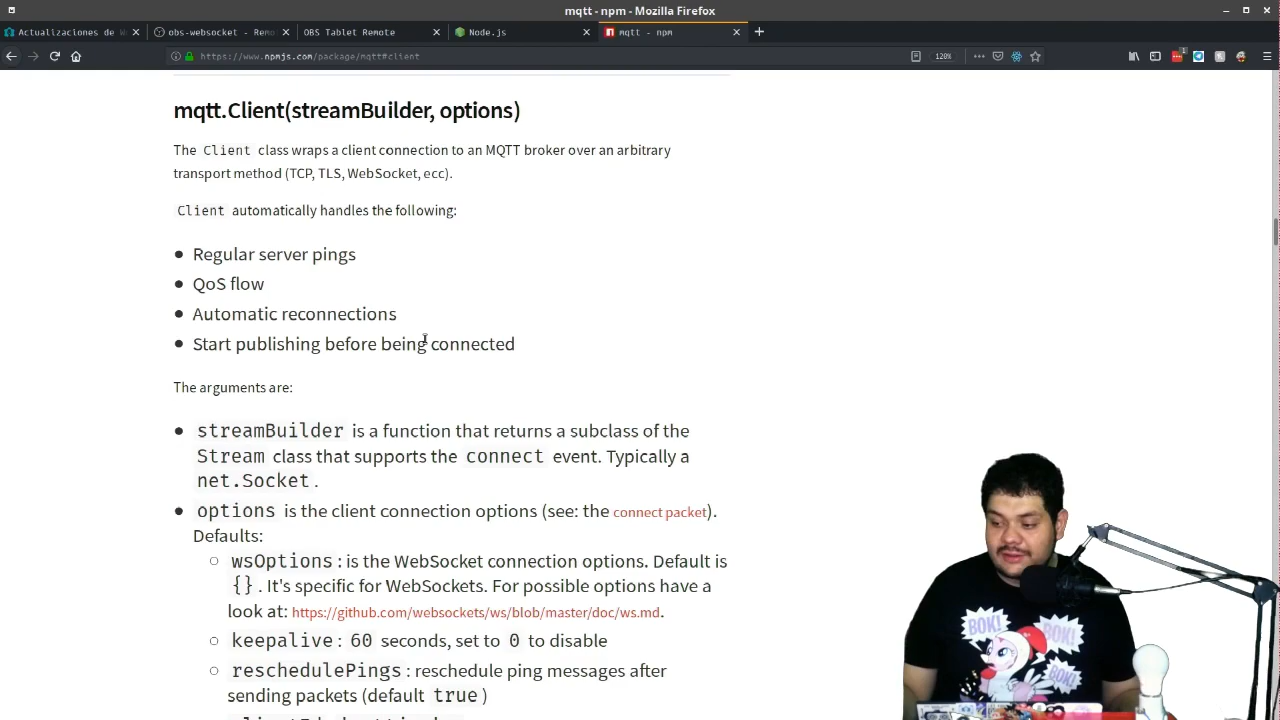 mqtt - npm - Mozilla Firefox
Actualizaciones de
obs-websocket - Rem
OBS Tablet Remote
Node.js
mqtt - npm
https://www.npmjs.com/package/mqtt#client
120%
mqtt.Client(streamBuilder, options)
The Client class wraps a client connection to an MQTT broker over an arbitrary
transport method (TCP, TLS, WebSocket, ecc).
Client automatically handles the following:
Regular server pings
QoS flow
Automatic reconnections
Start publishing before being connected
The arguments are:
streamBuilder is a function that returns a subclass of the
Stream class that supports the connect event. Typically a
net.Socket.
options is the client connection options (see: the connect packet).
Defaults:
wsOptions: is the WebSocket connection options. Default is
{}. It's specific for WebSockets. For possible options have a
look at: https://github.com/websockets/ws/blob/master/doc/ws.md.
keepalive: 60 seconds, set to 0 to disable
reschedulePings: reschedule ping messages after
sending packets (default true)
BOK!
BOK!
BOK!